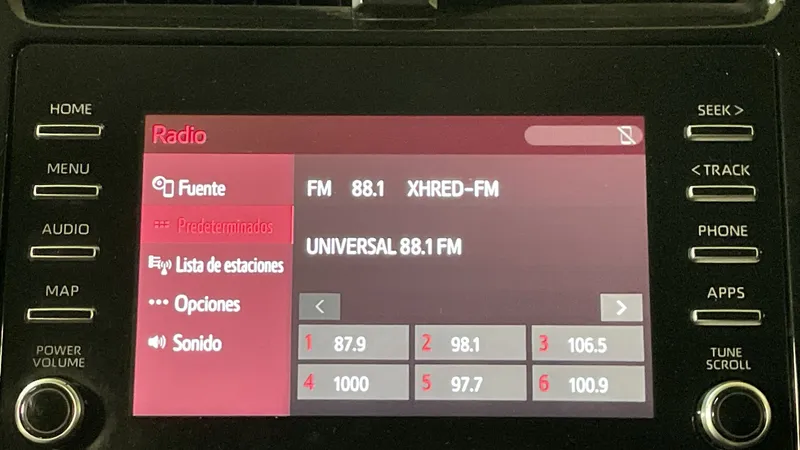 HOME
MENU
AUDIO
MAP
POWER
VOLUME
Radio
Fuente
Predeterminados
Lista de estaciones
Opciones
Sonido
FM 88.1 XHRED-FM
UNIVERSAL 88.1 FM
< >
1 87.9 2 98.1 3 106.5
4 1000 5 97.7 6 100.9
SEEK >
< TRACK
PHONE
APPS
TUNE
SCROLL